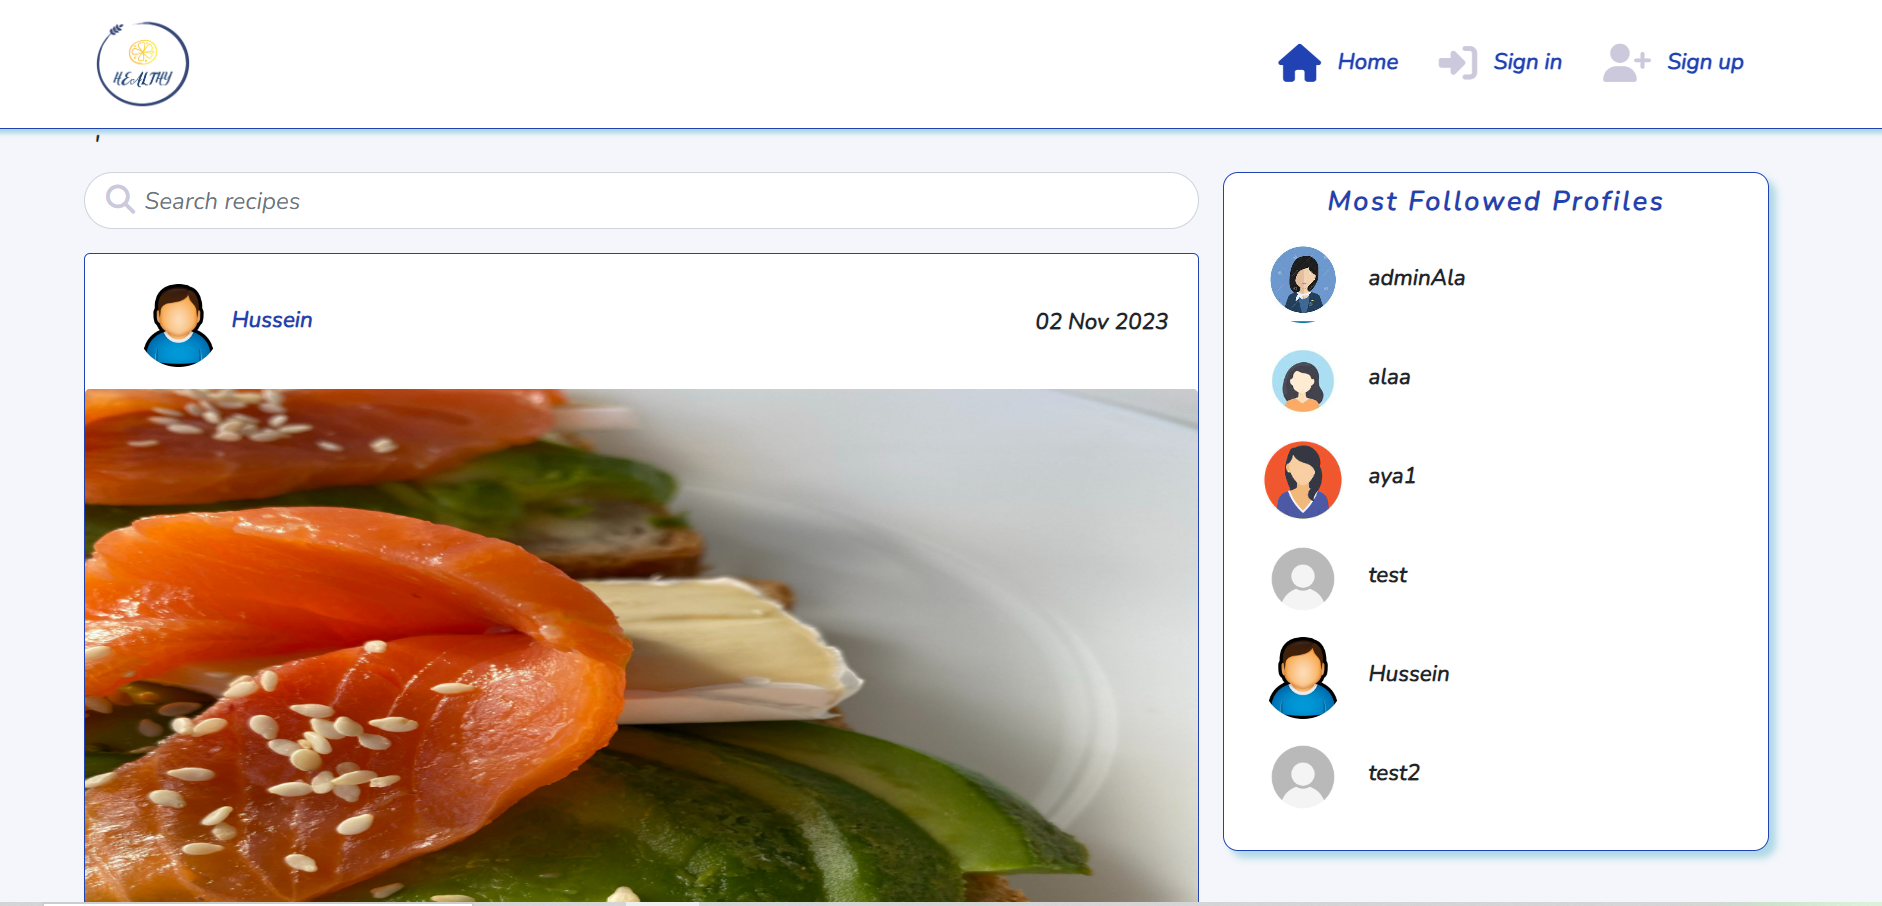 HEALTHY
Home
Sign in
Sign up
Search recipes
Hussein
02 Nov 2023
Most Followed Profiles
adminAla
alaa
aya1
test
Hussein
test2